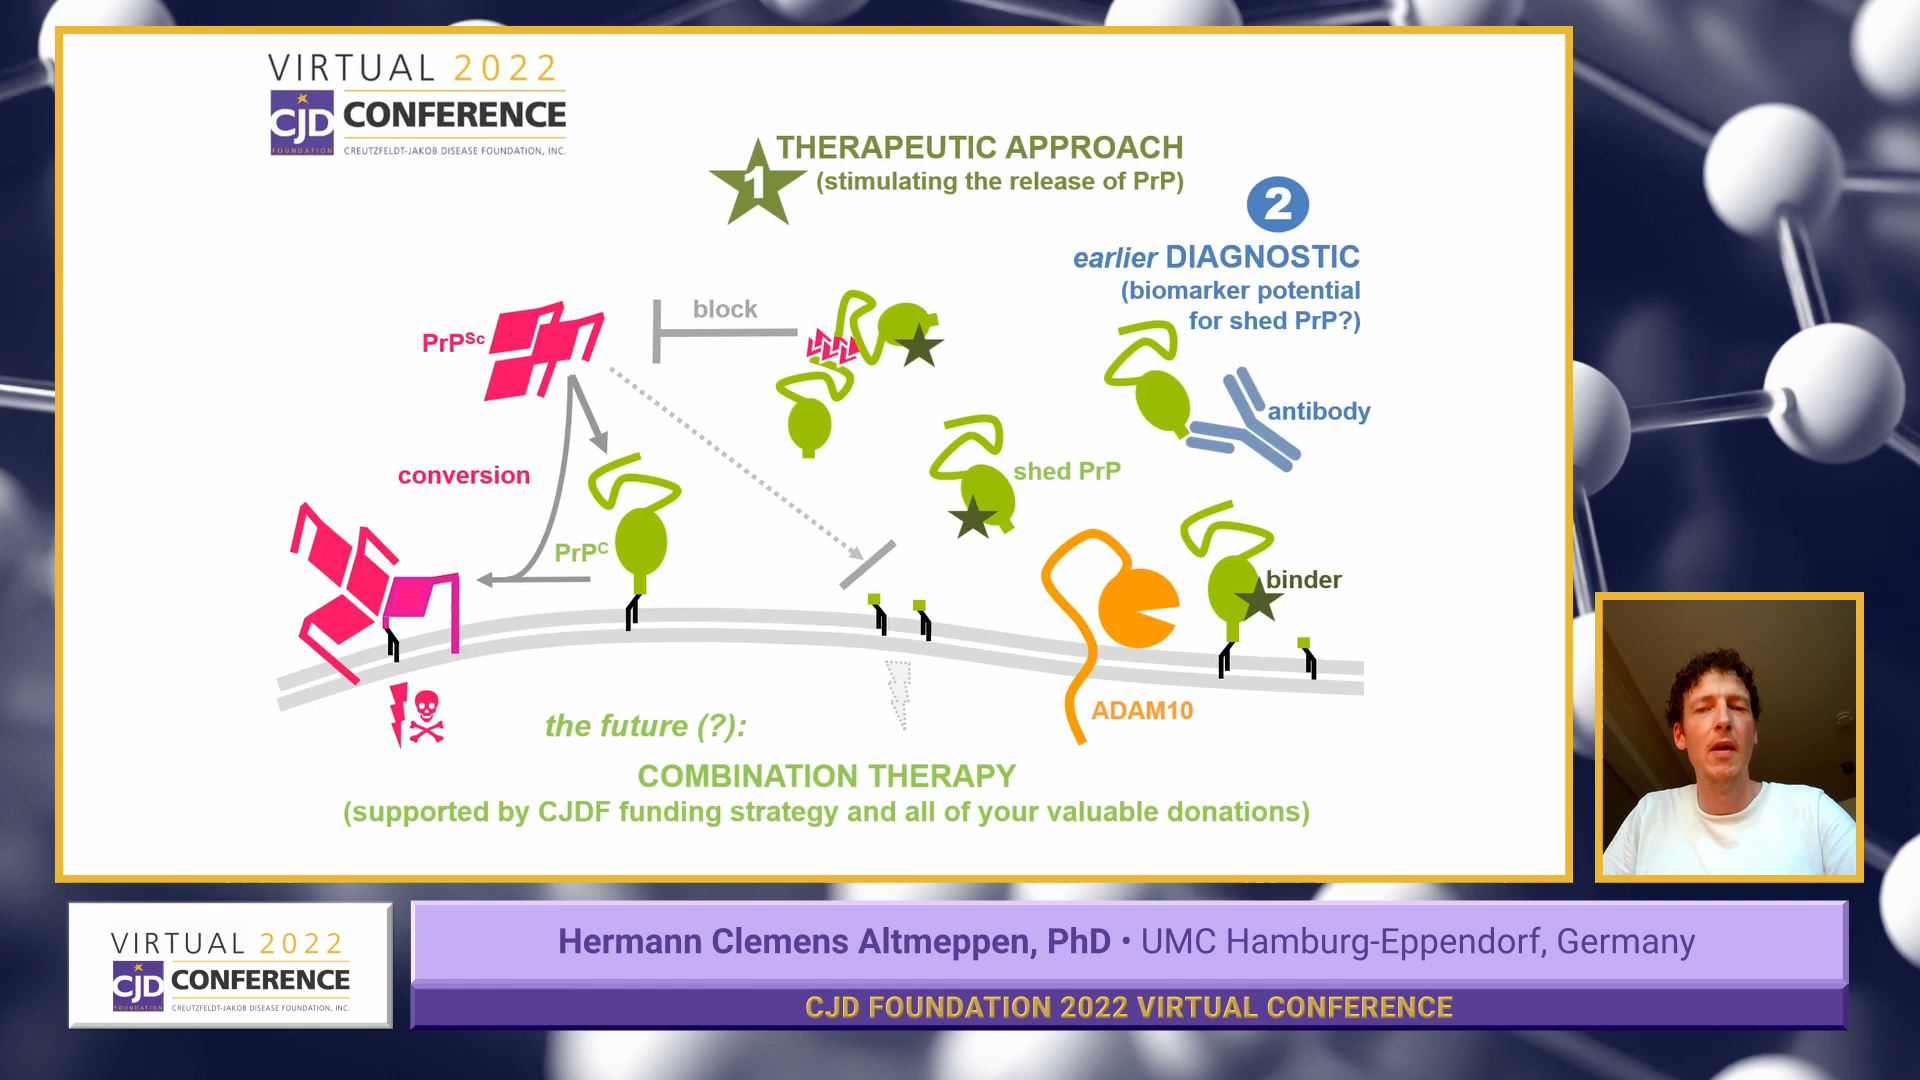 VIRTUAL 2022
CJD
FOUNDATION
CONFERENCE
CREUTZFELDT-JAKOB DISEASE FOUNDATION, INC.
1
THERAPEUTIC APPROACH
(stimulating the release of PrP)
2
earlier DIAGNOSTIC
(biomarker potential
for shed PrP?)
block
PrPSc
antibody
conversion
shed PrP
PrPC
binder
ADAM10
the future (?):
COMBINATION THERAPY
(supported by CJDF funding strategy and all of your valuable donations)
VIRTUAL 2022
CJD
FOUNDATION
CONFERENCE
CREUTZFELDT-JAKOB DISEASE FOUNDATION, INC.
Hermann Clemens Altmeppen, PhD • UMC Hamburg-Eppendorf, Germany
CJD FOUNDATION 2022 VIRTUAL CONFERENCE